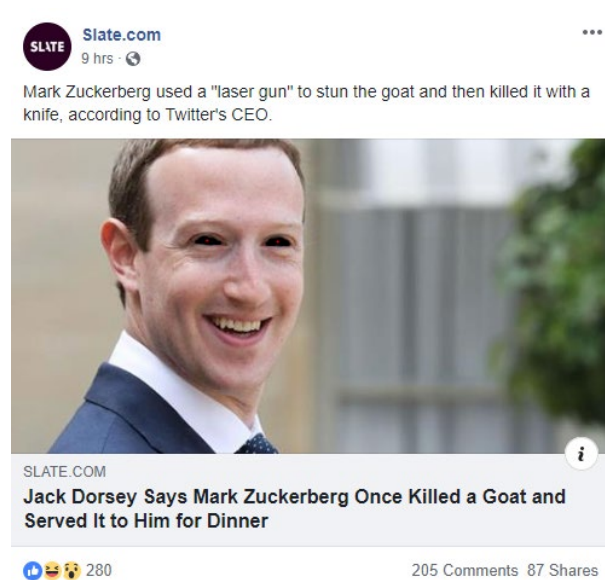 SLATE
Slate.com
9 hrs
Mark Zuckerberg used a "laser gun" to stun the goat and then killed it with a
knife, according to Twitter's CEO.
i
SLATE.COM
Jack Dorsey Says Mark Zuckerberg Once Killed a Goat and
Served It to Him for Dinner
280
205 Comments 87 Shares